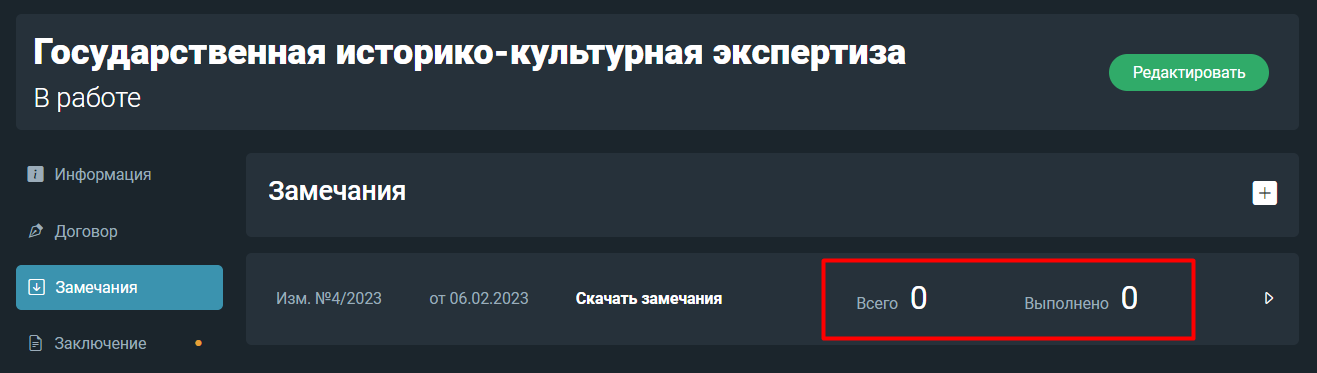 Государственная историко-культурная экспертиза
В работе
Редактировать
Информация
Договор
Замечания
Заключение
Замечания
Изм. №4/2023 от 06.02.2023 Скачать замечания Всего 0 Выполнено 0